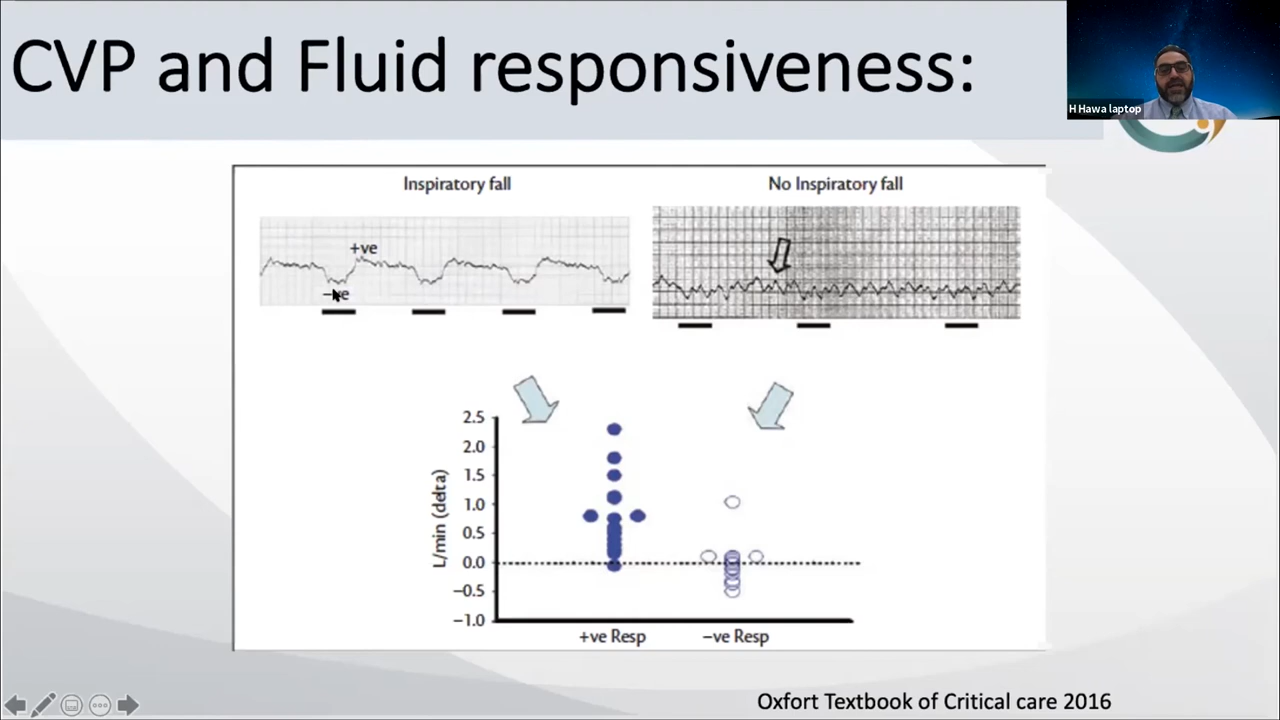 CVP and Fluid responsiveness:
H Hawa laptop
Inspiratory fall
No Inspiratory fall
+ve
−ve
2.5
2.0
1.5
1.0
0.5
0.0
−0.5
−1.0
L/min (delta)
+ve Resp
−ve Resp
Oxfort Textbook of Critical care 2016